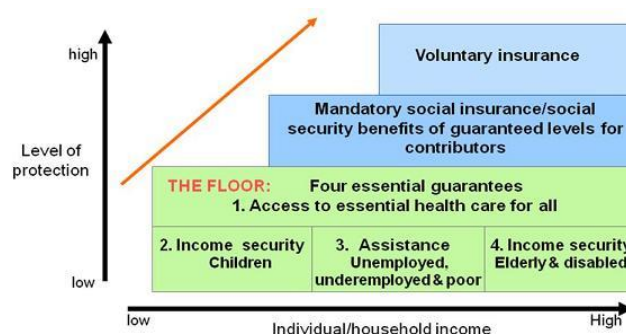 high
Voluntary insurance
Mandatory social insurance/social
security benefits of guaranteed levels for
contributors
Level of
protection
THE FLOOR: Four essential guarantees
1. Access to essential health care for all
2. Income security
Children
3. Assistance
Unemployed,
underemployed & poor
4. Income security
Elderly & disabled
low
low
High
Individual/household income